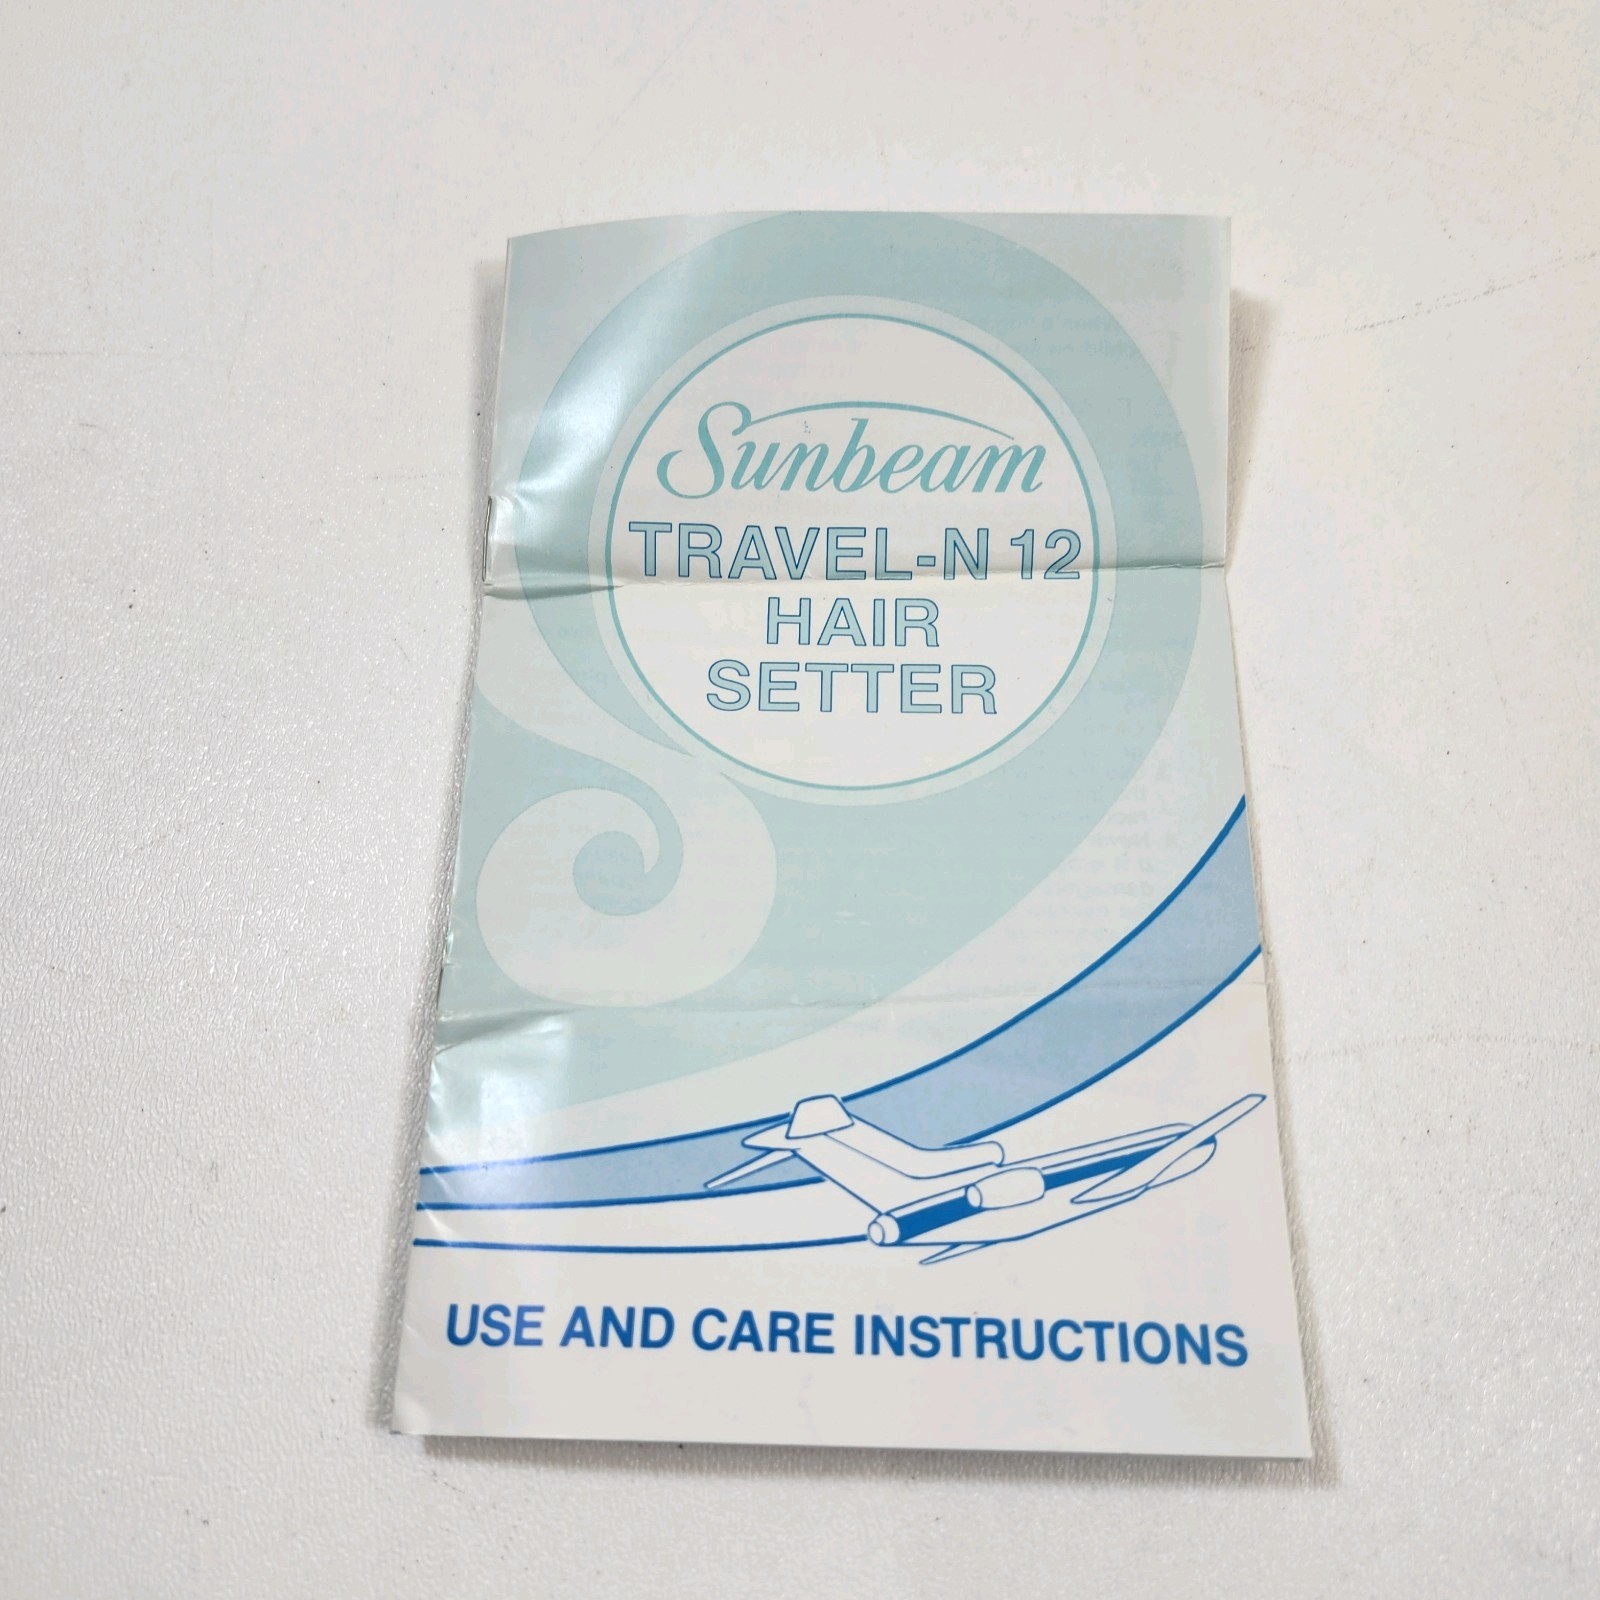 Sunbeam
TRAVEL-N 12
HAIR
SETTER
USE AND CARE INSTRUCTIONS